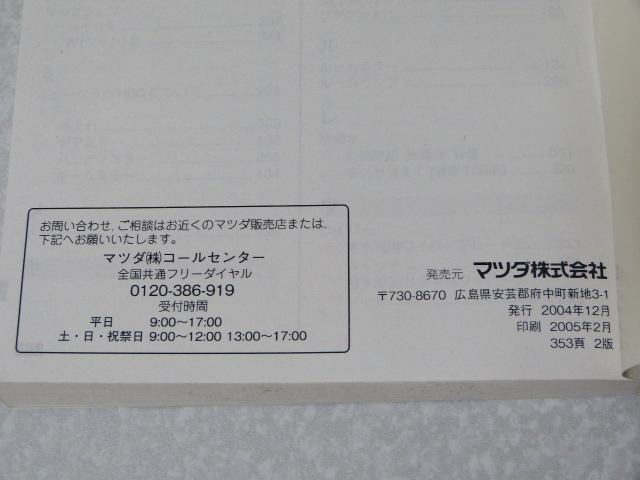 お問い合わせ、ご相談はお近くのマツダ販売店または、
下記へお願いいたします。
マツダ㈱コールセンター
全国共通フリーダイヤル
0120-386-919
受付時間
平日 9:00〜17:00
土・日・祝祭日 9:00〜12:00 13:00〜17:00
発売元 マツダ株式会社
〒730-8670 広島県安芸郡府中町新地3-1
発行 2004年12月
印刷 2005年2月
353頁 2版